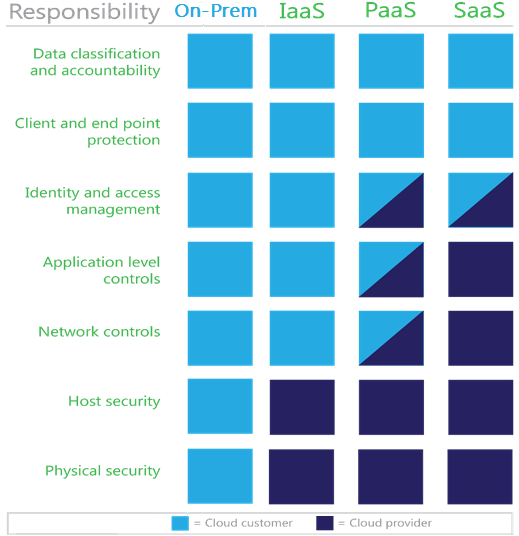 Responsibility On-Prem IaaS PaaS SaaS
Data classification
and accountability
Client and end point
protection
Identity and access
management
Application level
controls
Network controls
Host security
Physical security
= Cloud customer = Cloud provider